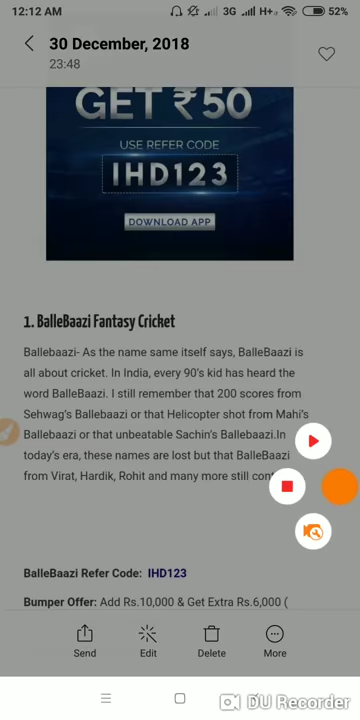 12:12 AM 3G H+ 52%
30 December, 2018
23:48
GET ₹50
USE REFER CODE
IHD123
DOWNLOAD APP
1. BalleBaazi Fantasy Cricket
Ballebaazi- As the name same itself says, BalleBaazi is
all about cricket. In India, every 90's kid has heard the
word BalleBaazi. I still remember that 200 scores from
Sehwag's Ballebaazi or that Helicopter shot from Mahi's
Ballebaazi or that unbeatable Sachin's Ballebaazi.In
today's era, these names are lost but that BalleBaazi
from Virat, Hardik, Rohit and many more still
BalleBaazi Refer Code: IHD123
Bumper Offer: Add Rs.10,000 & Get Extra Rs.6,000 (
Send Edit Delete More
DU Recorder